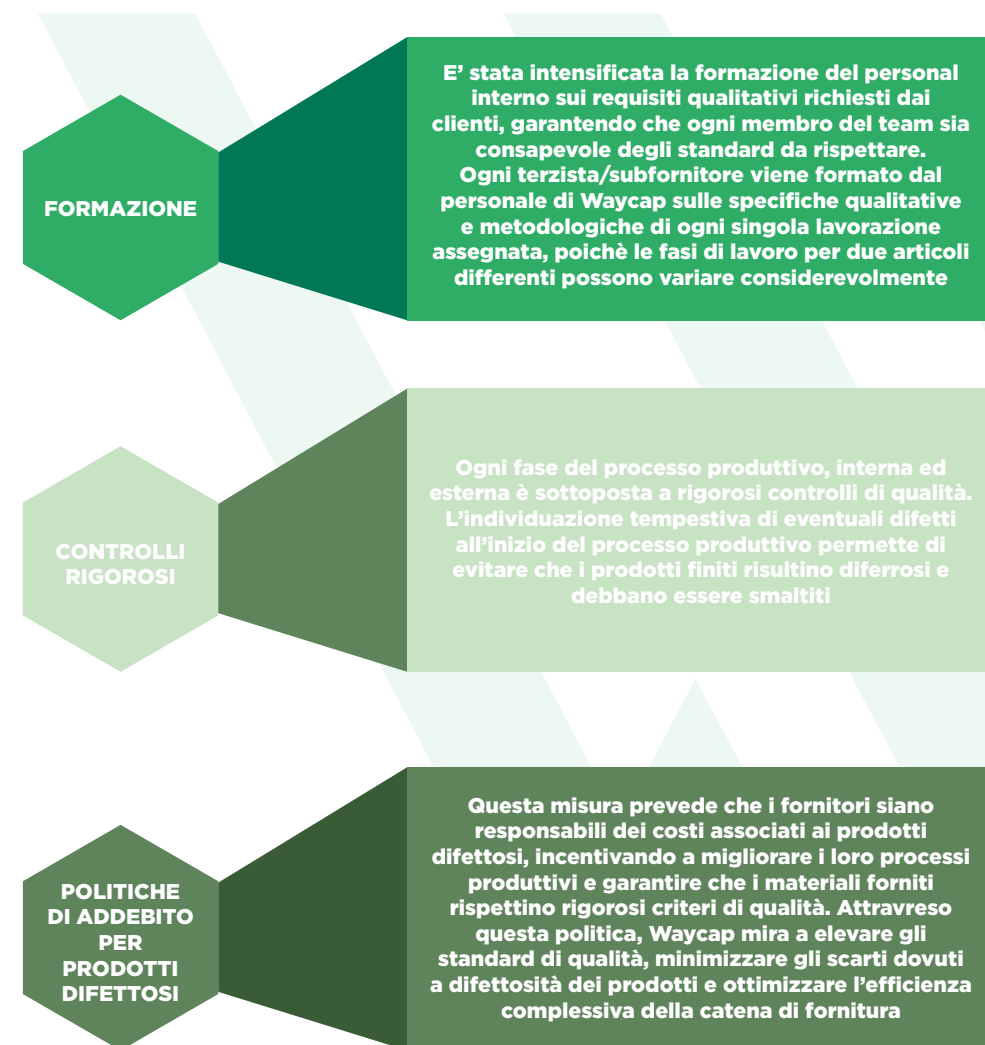 FORMAZIONE
E' stata intensificata la formazione del personal
interno sui requisiti qualitativi richiesti dai
clienti, garantendo che ogni membro del team sia
consapevole degli standard da rispettare.
Ogni terzista/subfornitore viene formato dal
personale di Waycap sulle specifiche qualitative
e metodologiche di ogni singola lavorazione
assegnata, poichè le fasi di lavoro per due articoli
differenti possono variare considerevolmente
CONTROLLI
RIGOROSI
Ogni fase del processo produttivo, interna ed
esterna è sottoposta a rigorosi controlli di qualità.
L'individuazione tempestiva di eventuali difetti
all'inizio del processo produttivo permette di
evitare che i prodotti finiti risultino diferrosi e
debbano essere smaltiti
POLITICHE
DI ADDEBITO
PER
PRODOTTI
DIFETTOSI
Questa misura prevede che i fornitori siano
responsabili dei costi associati ai prodotti
difettosi, incentivando a migliorare i loro processi
produttivi e garantire che i materiali forniti
rispettino rigorosi criteri di qualità. Attravreso
questa politica, Waycap mira a elevare gli
standard di qualità, minimizzare gli scarti dovuti
a difettosità dei prodotti e ottimizzare l'efficienza
complessiva della catena di fornitura